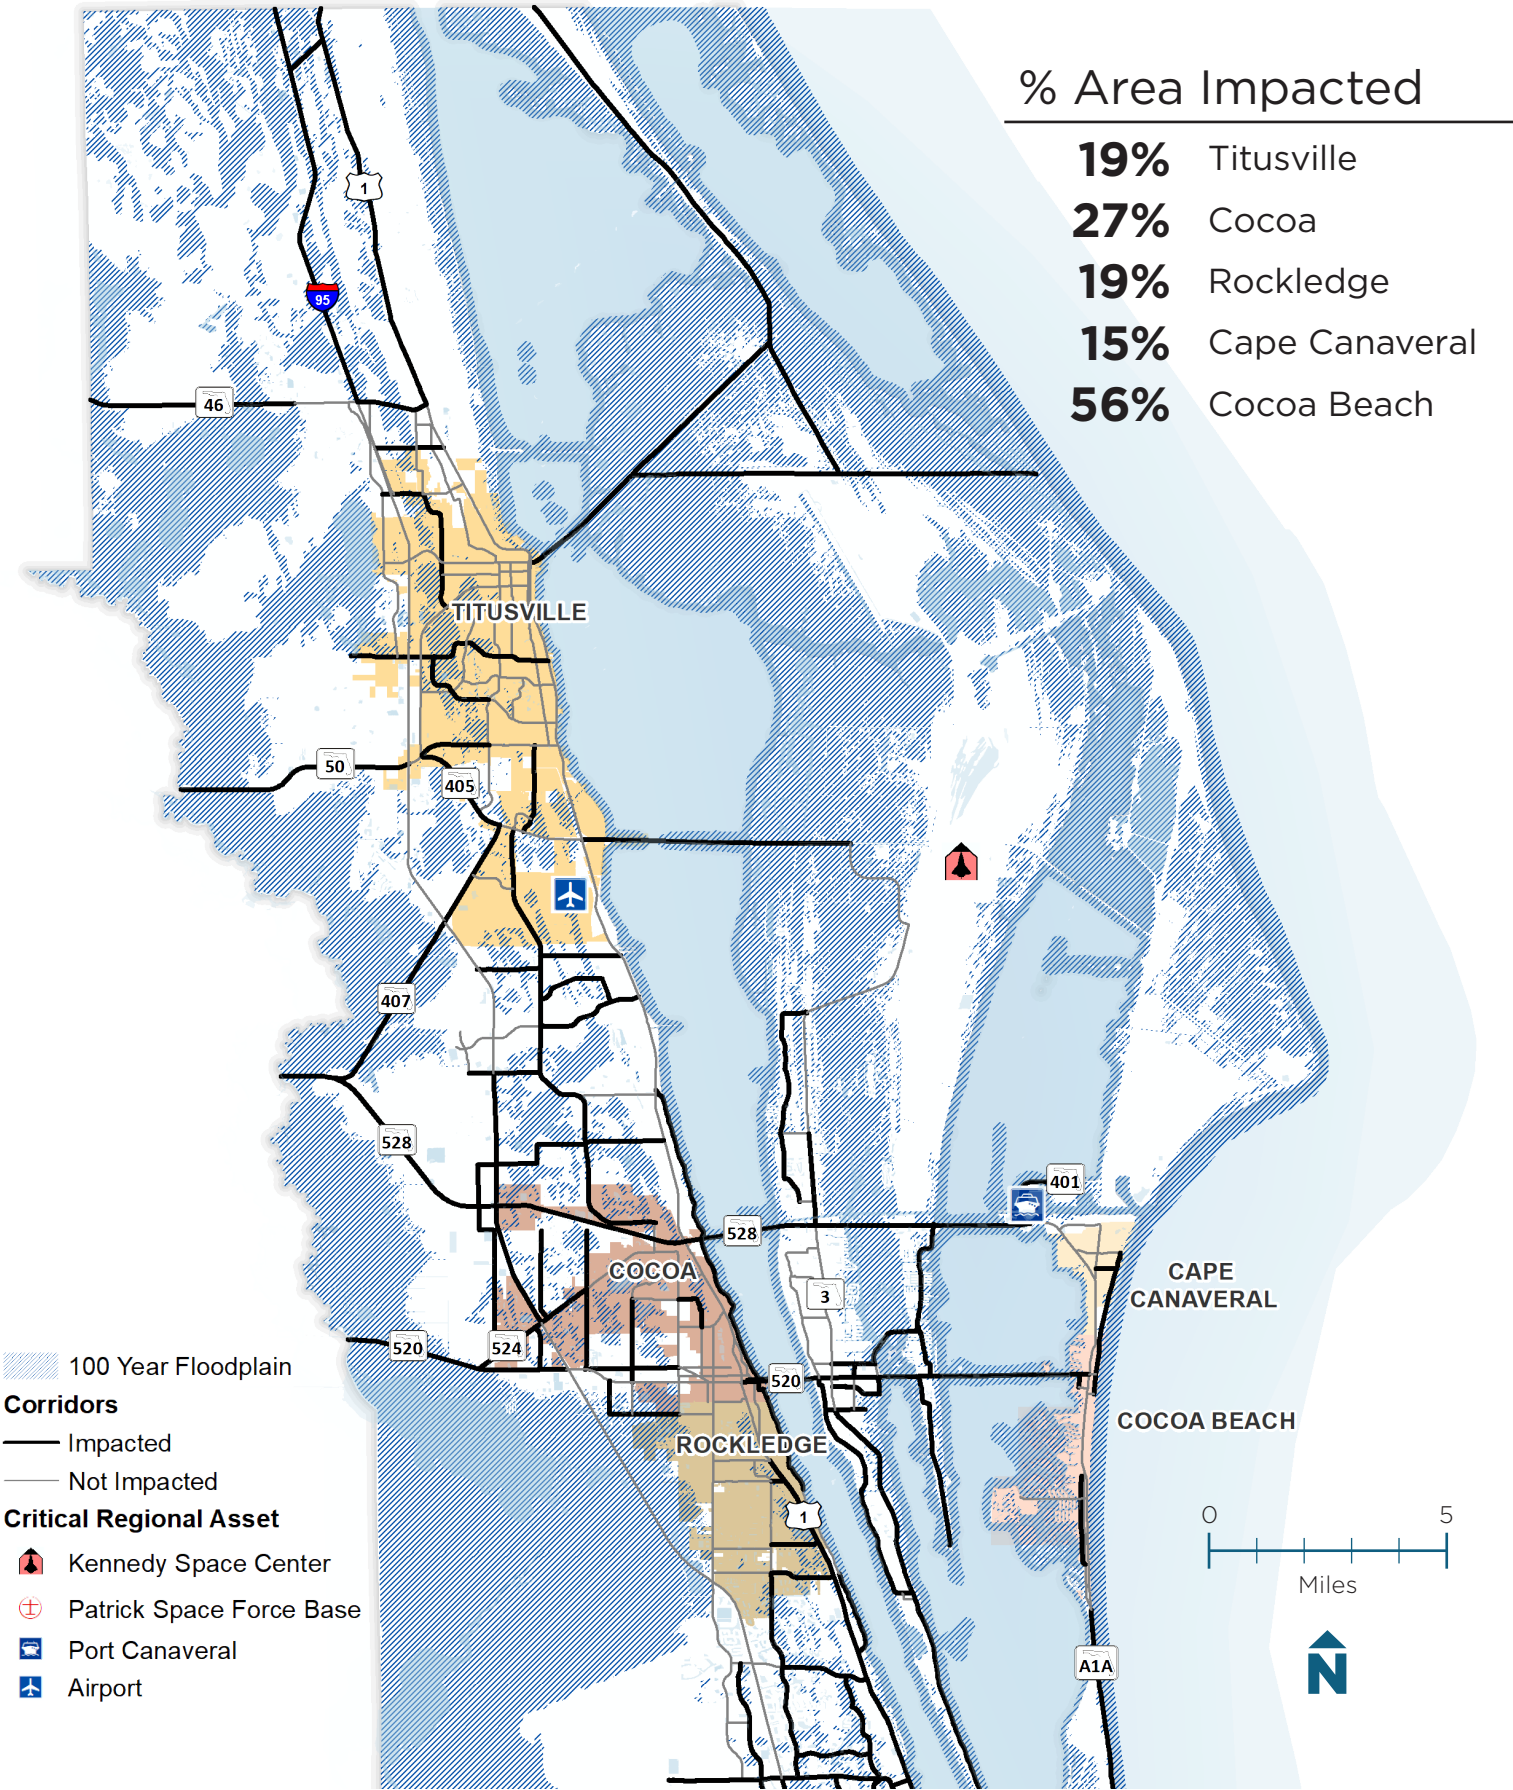 % Area Impacted
19% Titusville
27% Cocoa
19% Rockledge
15% Cape Canaveral
56% Cocoa Beach
1
95
46
TITUSVILLE
50
405
407
528
401
528
COCOA
CAPE
CANAVERAL
3
520
524
520
COCOA BEACH
ROCKLEDGE
1
A1A
100 Year Floodplain
Corridors
Impacted
Not Impacted
Critical Regional Asset
Kennedy Space Center
Patrick Space Force Base
Port Canaveral
Airport
0 5
Miles
N